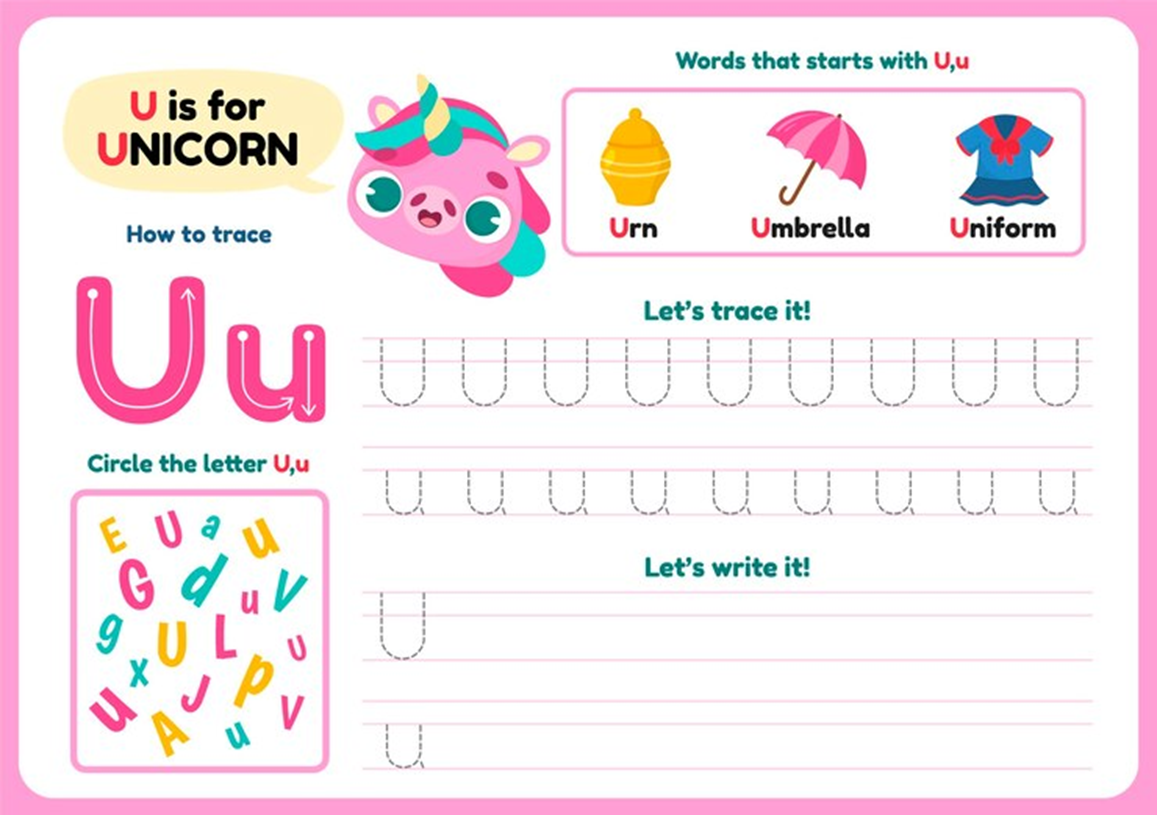 U is for
UNICORN
Words that starts with U,u
Urn
Umbrella
Uniform
How to trace
U u
Let's trace it!
U U U U U U U U U
u u u u u u u u u
Circle the letter U,u
E U a u
G d u V
g U L u
x J p
u A u V
Let's write it!
U
u